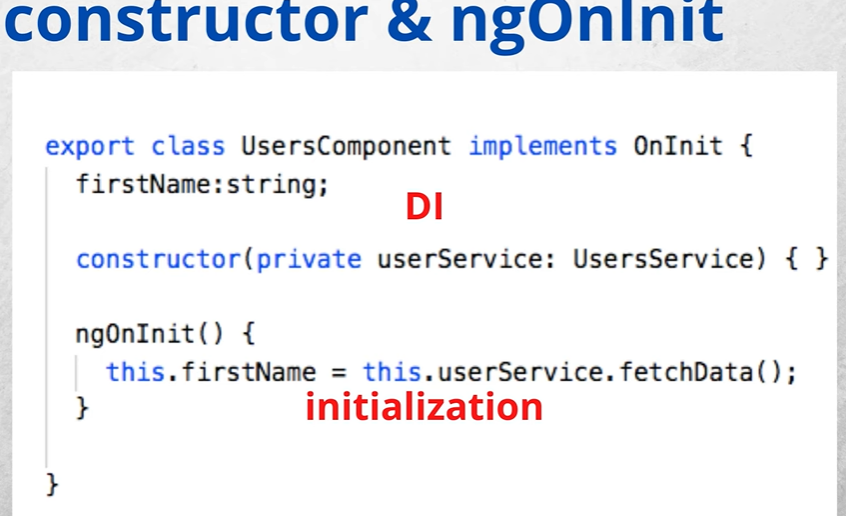 constructor & ngOnInit
export class UsersComponent implements OnInit {
firstName:string;
DI
constructor(private userService: UsersService) { }
ngOnInit() {
this.firstName = this.userService.fetchData();
}
initialization
}